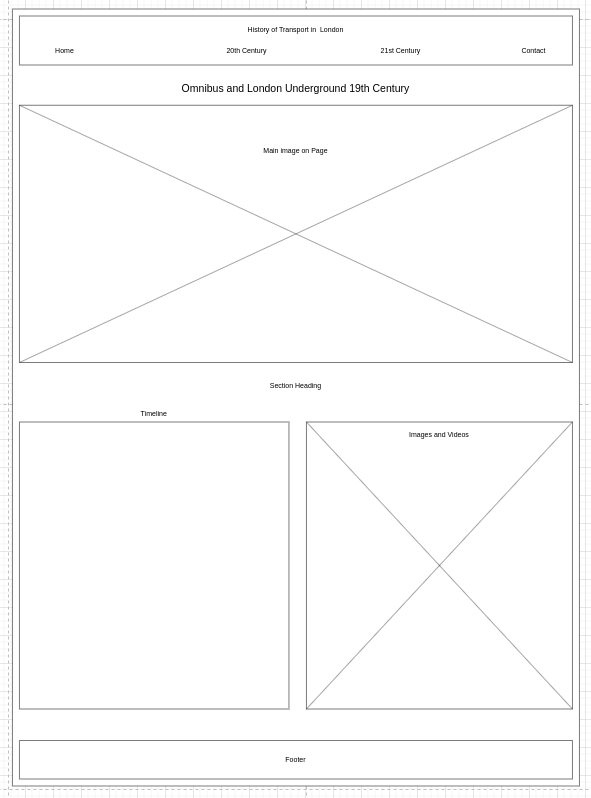 History of Transport in  London
Home 20th Century 21st Century Contact
Omnibus and London Underground 19th Century
Main image on Page
Section Heading
Timeline
Images and Videos
Footer